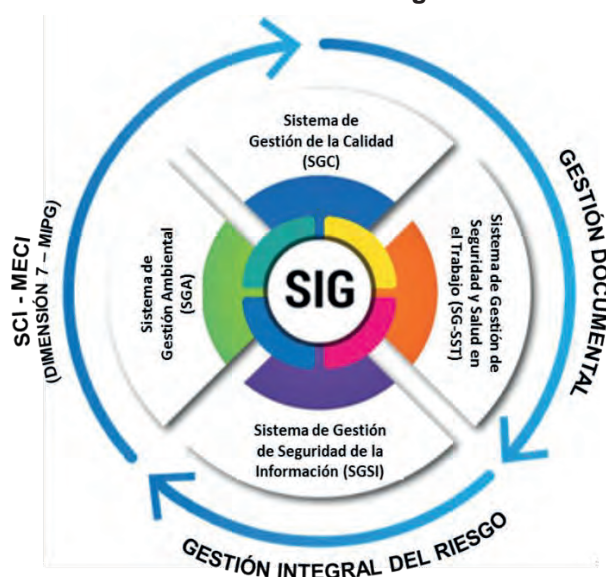 Sistema de
Gestión de la Calidad
(SGC)
GESTIÓN DOCUMENTAL
Sistema de Gestión de
Seguridad y Salud en
el Trabajo (SG-SST)
SIG
Sistema de
Gestión Ambiental
(SGA)
SCI - MECI
(DIMENSIÓN 7 – MIPG)
Sistema de Gestión
de Seguridad de la
Información (SGSI)
GESTIÓN INTEGRAL DEL RIESGO